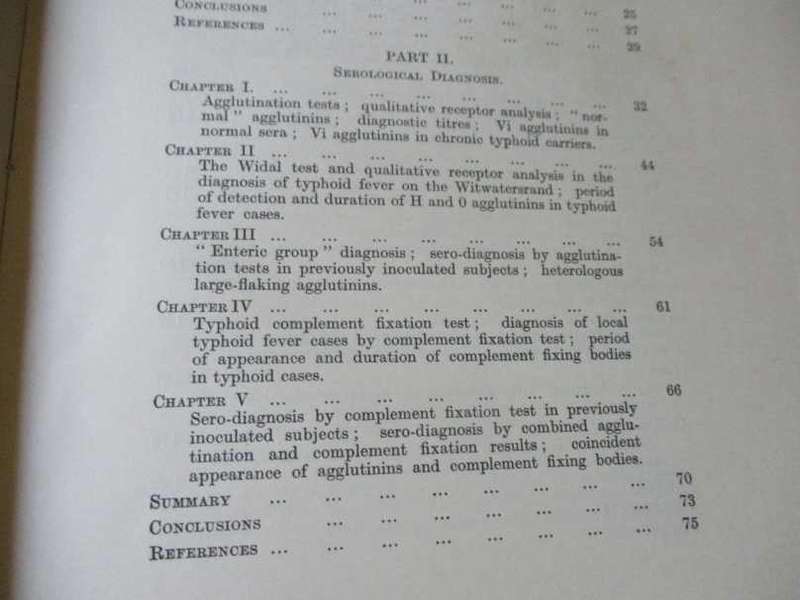 CONCLUSIONS ... ... ... ... ... ... 25
REFERENCES ... ... ... ... ... ... 27
29
PART II.
SEROLOGICAL DIAGNOSIS.
CHAPTER I. ... ... ... ... ... ... ... 32
Agglutination tests ; qualitative receptor analysis ; " nor-
mal " agglutinins ; diagnostic titres ; Vi agglutinins in
normal sera ; Vi agglutinins in chronic typhoid carriers.
CHAPTER II ... ... ... ... ... ... ... 44
The Widal test and qualitative receptor analysis in the
diagnosis of typhoid fever on the Witwatersrand ; period
of detection and duration of H and O agglutinins in typhoid
fever cases.
CHAPTER III ... ... ... ... ... ... ... 54
" Enteric group " diagnosis ; sero-diagnosis by agglutina-
tion tests in previously inoculated subjects ; heterologous
large-flaking agglutinins.
CHAPTER IV ... ... ... ... ... ... ... 61
Typhoid complement fixation test ; diagnosis of local
typhoid fever cases by complement fixation test ; period
of appearance and duration of complement fixing bodies
in typhoid cases.
CHAPTER V ... ... ... ... ... ... ... 66
Sero-diagnosis by complement fixation test in previously
inoculated subjects ; sero-diagnosis by combined agglu-
tination and complement fixation results ; coincident
appearance of agglutinins and complement fixing bodies.
SUMMARY ... ... ... ... ... ... ... ... 70
CONCLUSIONS ... ... ... ... ... ... ... 73
REFERENCES ... ... ... ... ... ... ... ... 75